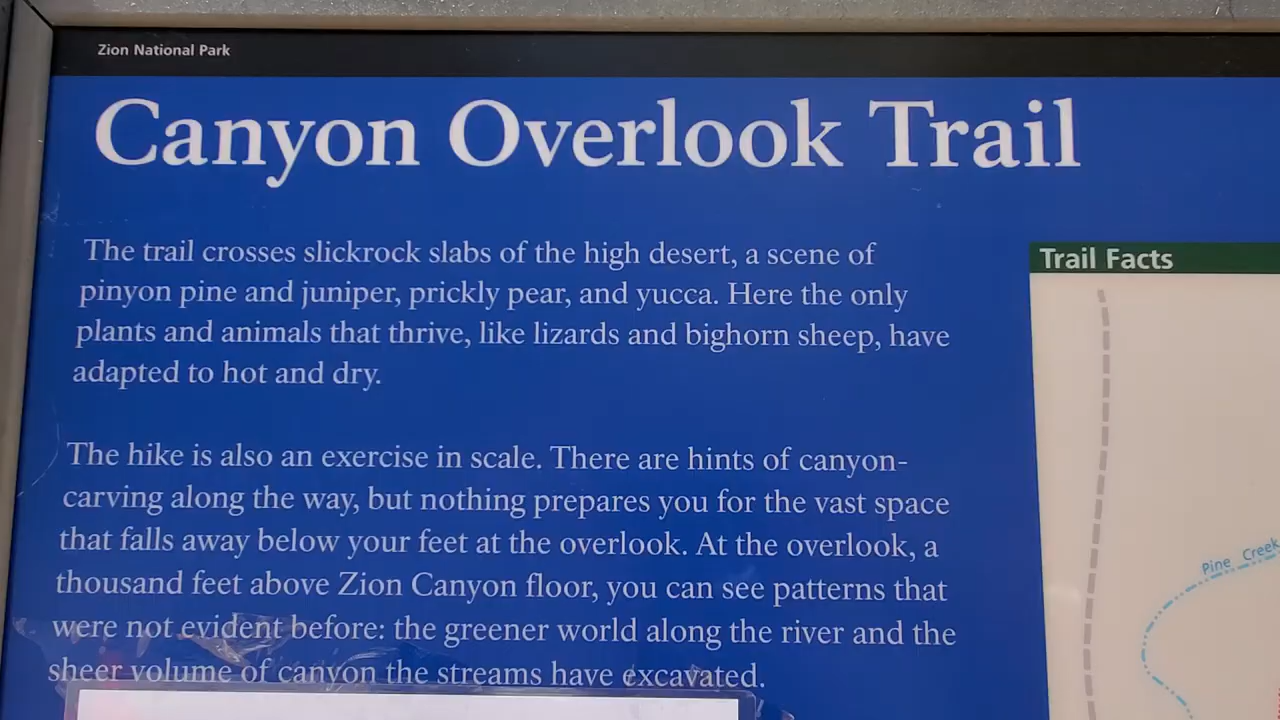 Zion National Park
Canyon Overlook Trail
The trail crosses slickrock slabs of the high desert, a scene of
pinyon pine and juniper, prickly pear, and yucca. Here the only
plants and animals that thrive, like lizards and bighorn sheep, have
adapted to hot and dry.
The hike is also an exercise in scale. There are hints of canyon-
carving along the way, but nothing prepares you for the vast space
that falls away below your feet at the overlook. At the overlook, a
thousand feet above Zion Canyon floor, you can see patterns that
were not evident before: the greener world along the river and the
sheer volume of canyon the streams have excavated.
Trail Facts
Pine Creek